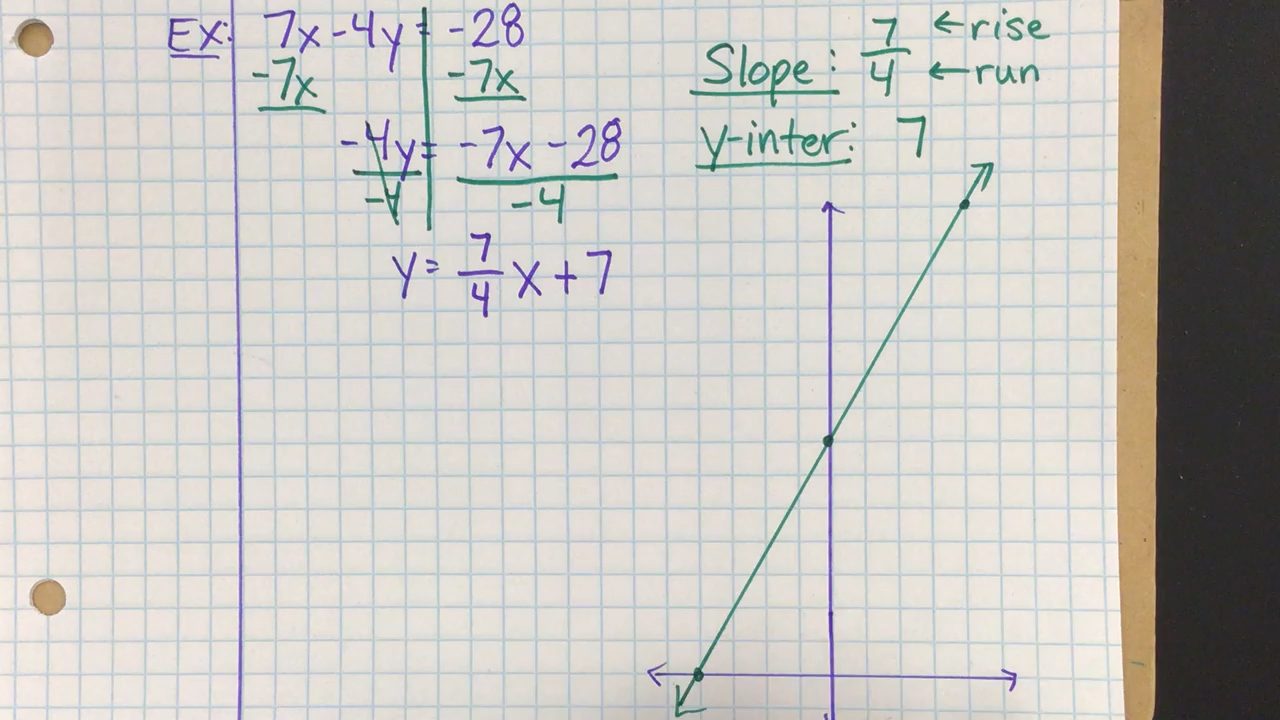 Ex: 7x - 4y = -28
-7x -7x
-4y = -7x - 28
-4 -4
y = 7/4 x + 7
Slope: 7/4 ← rise ← run
y-inter: 7